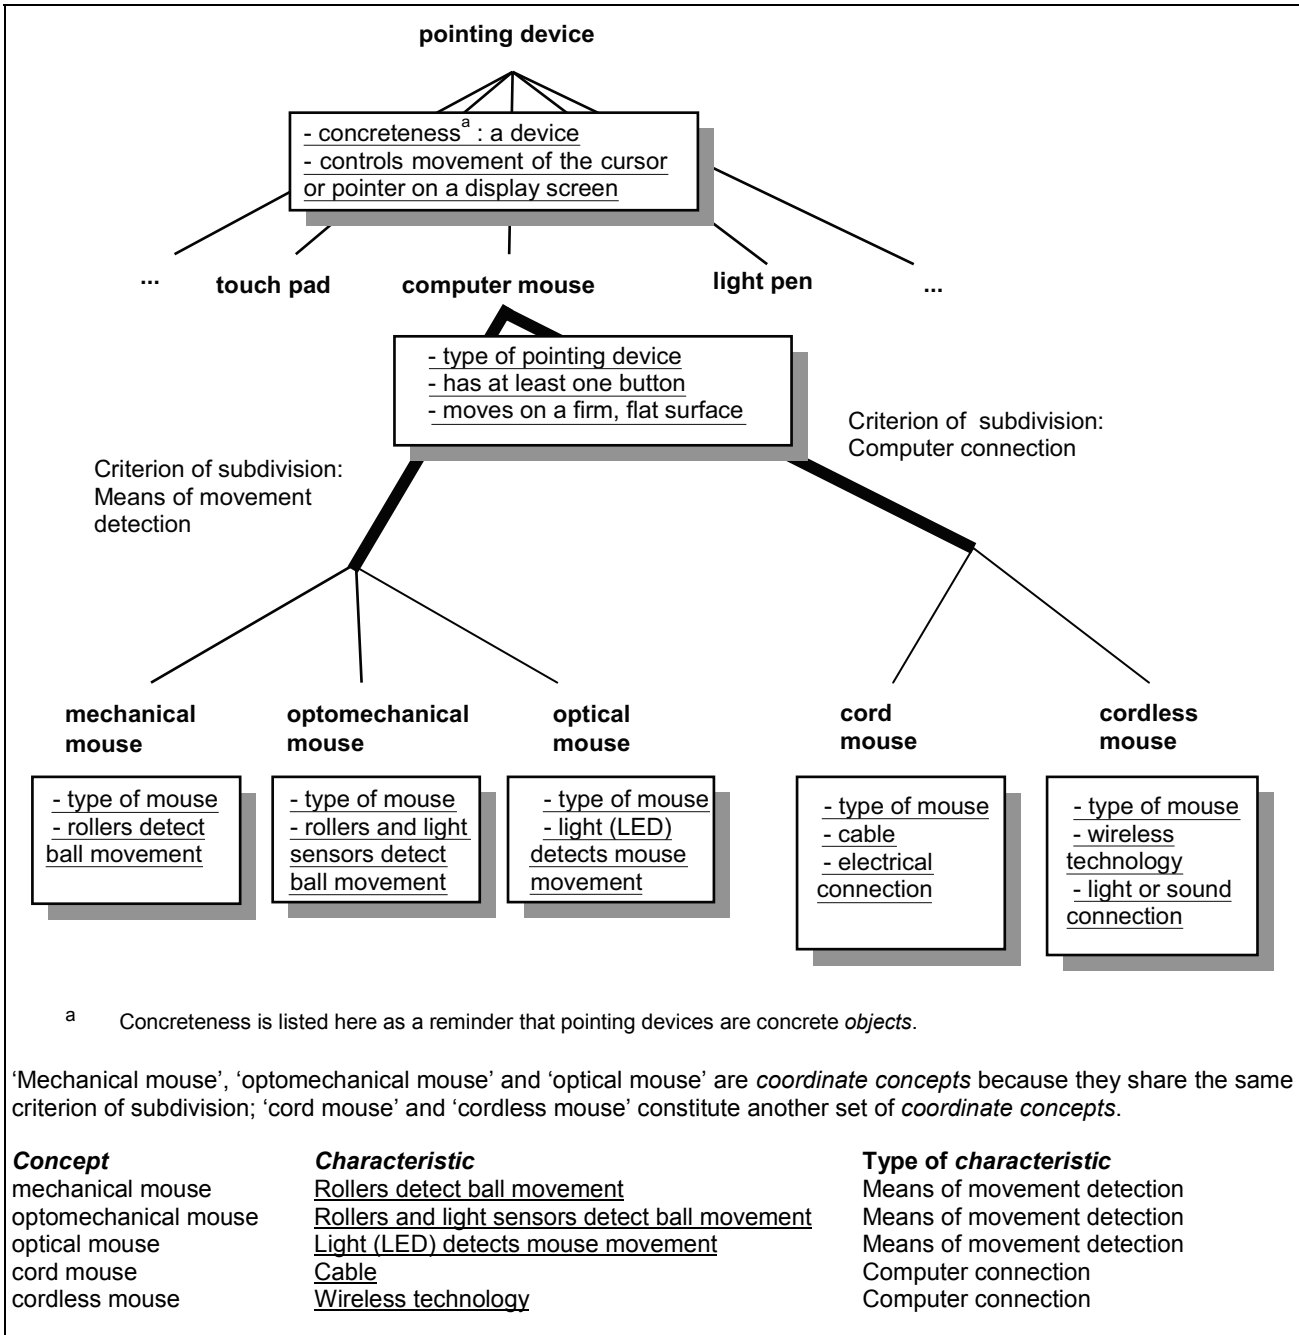 pointing device
- concretenessa : a device
- controls movement of the cursor
or pointer on a display screen
...
touch pad
computer mouse
light pen
...
- type of pointing device
- has at least one button
- moves on a firm, flat surface
Criterion of subdivision:
Computer connection
Criterion of subdivision:
Means of movement
detection
mechanical
mouse
optomechanical
mouse
optical
mouse
cord
mouse
cordless
mouse
- type of mouse
- rollers detect
ball movement
- type of mouse
- rollers and light
sensors detect
ball movement
- type of mouse
- light (LED)
detects mouse
movement
- type of mouse
- cable
- electrical
connection
- type of mouse
- wireless
technology
- light or sound
connection
a Concreteness is listed here as a reminder that pointing devices are concrete objects.
‘Mechanical mouse’, ‘optomechanical mouse’ and ‘optical mouse’ are coordinate concepts because they share the same
criterion of subdivision; ‘cord mouse’ and ‘cordless mouse’ constitute another set of coordinate concepts.
Concept Characteristic Type of characteristic
mechanical mouse Rollers detect ball movement Means of movement detection
optomechanical mouse Rollers and light sensors detect ball movement Means of movement detection
optical mouse Light (LED) detects mouse movement Means of movement detection
cord mouse Cable Computer connection
cordless mouse Wireless technology Computer connection